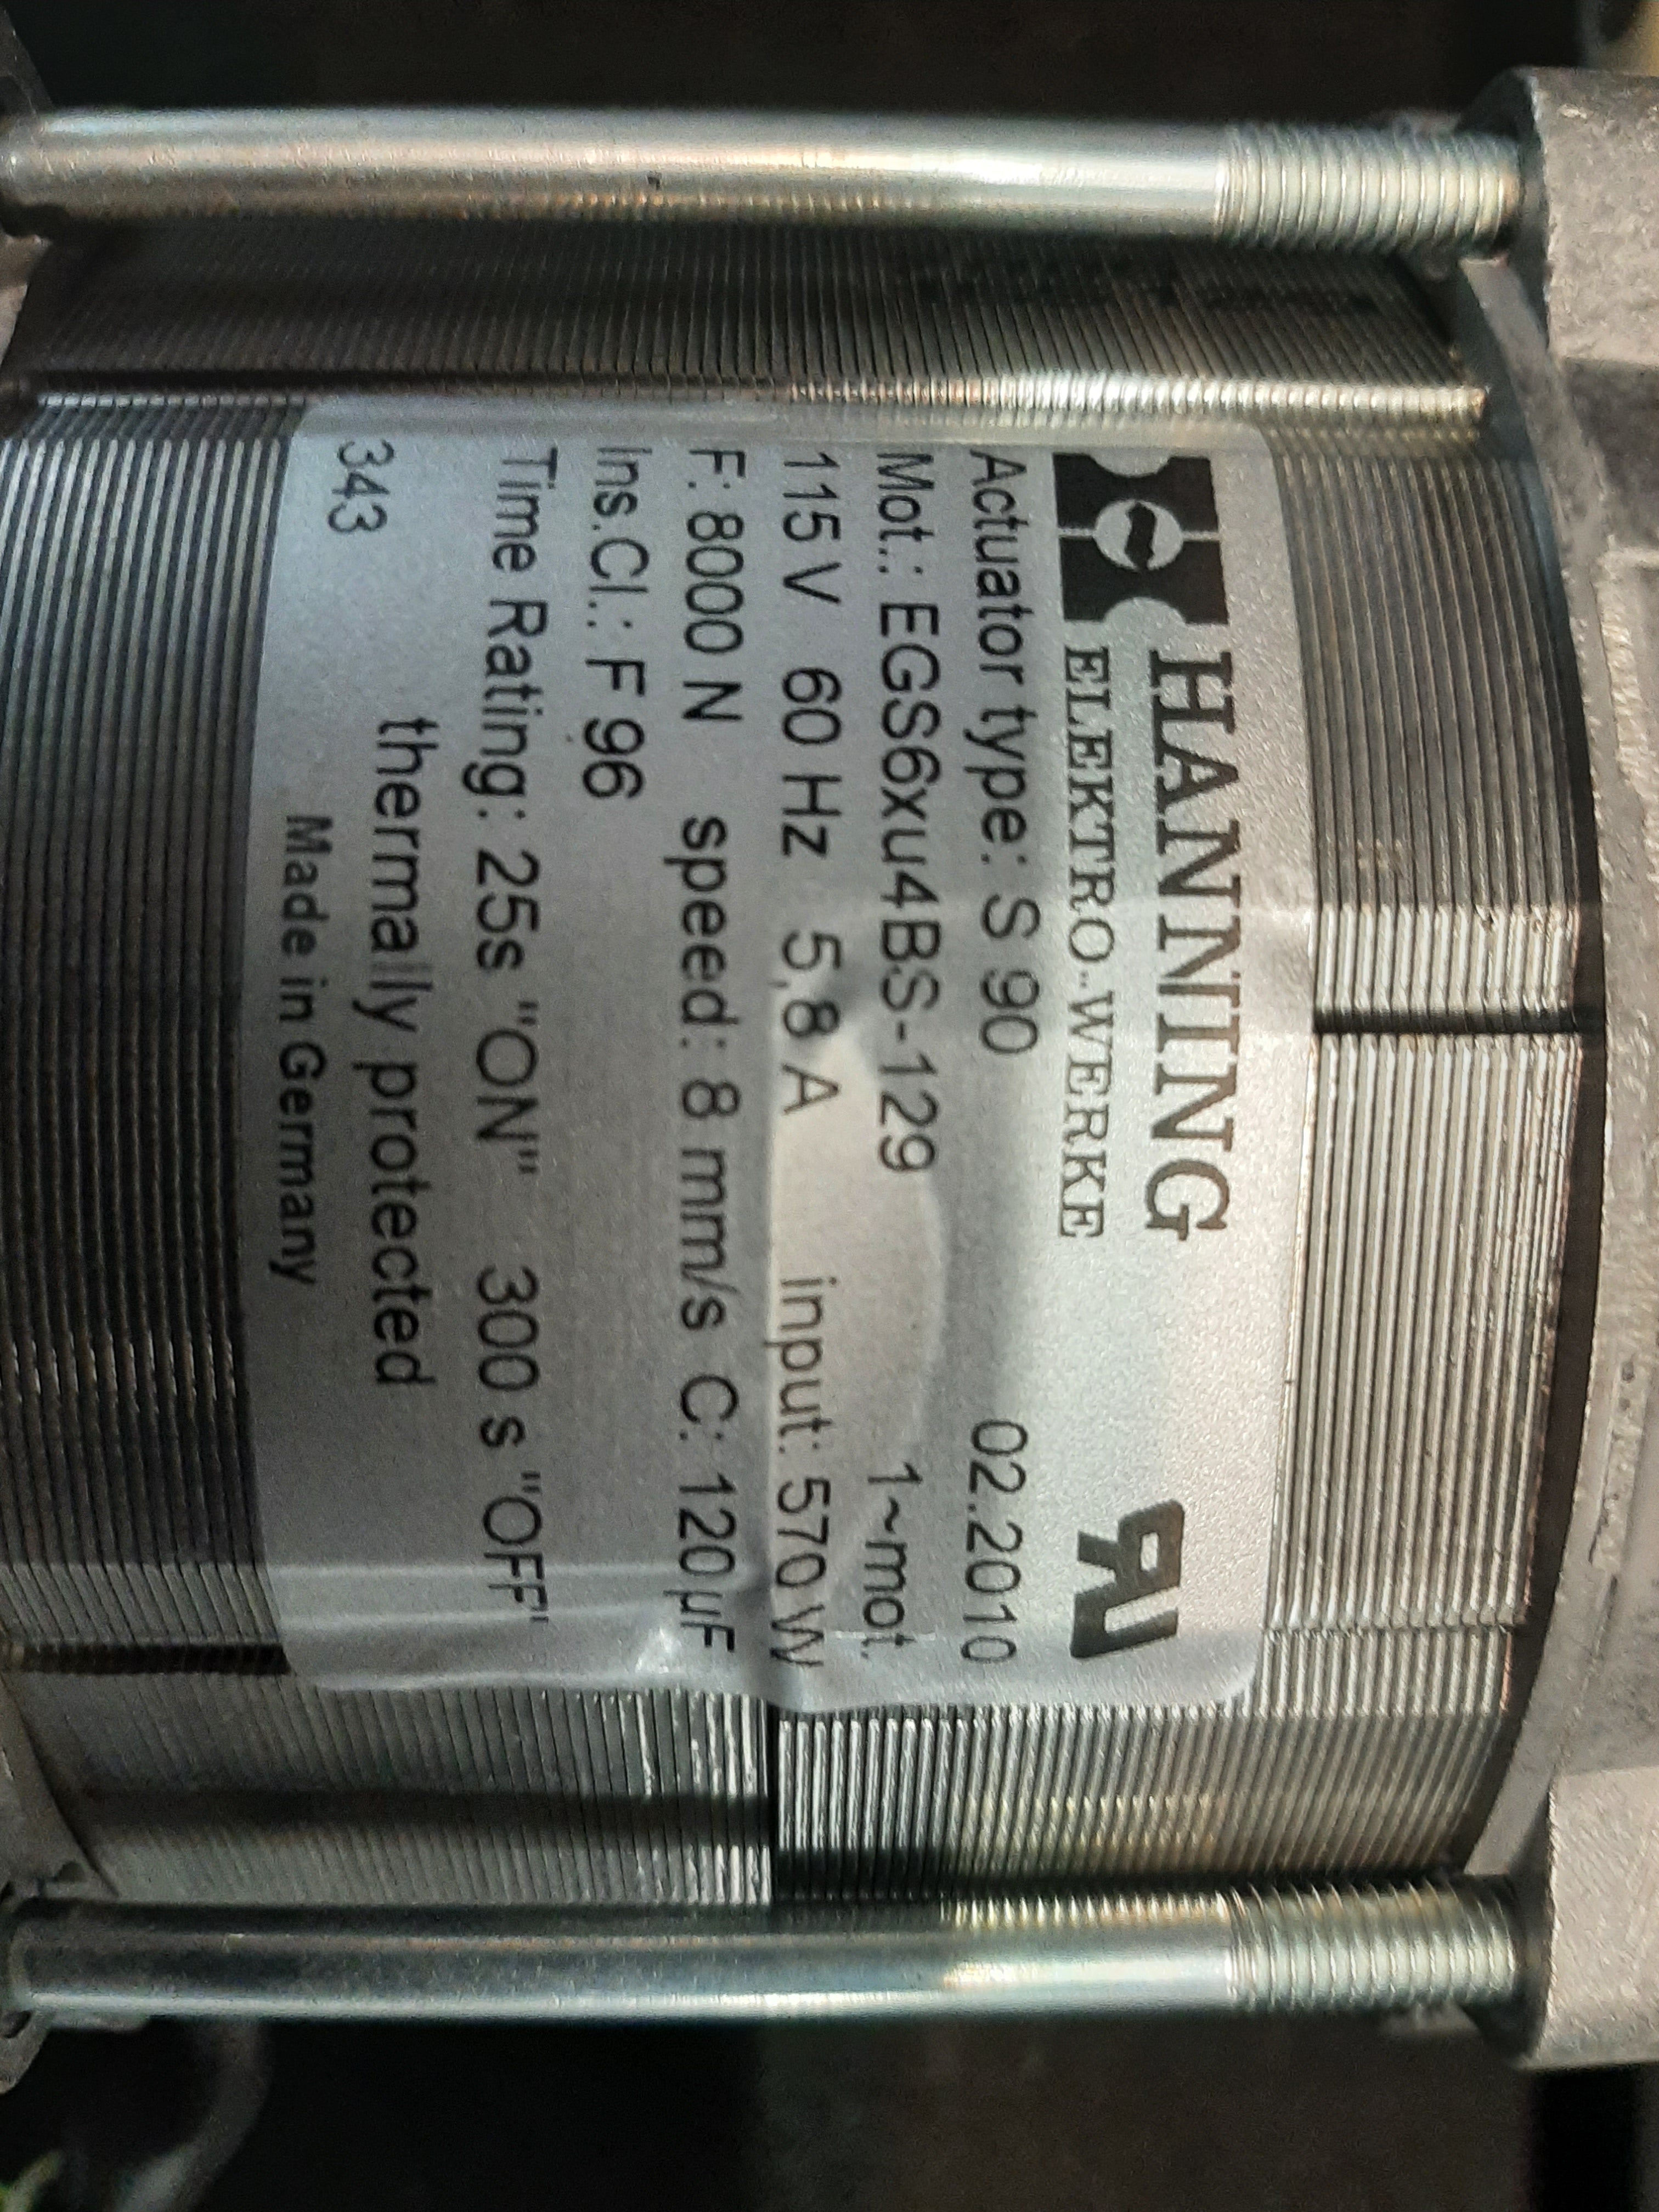 HANNING
ELEKTRO-WERKE
Actuator type: S 90 02.2010
Mot.: EGS6xu4BS-129 1~mot.
115 V 60 Hz 5,8 A input: 570 W
F: 8000 N speed: 8 mm/s C: 120 µF
Ins.Cl.: F 96
Time Rating: 25s "ON" 300 s "OFF"
343 thermally protected
Made in Germany